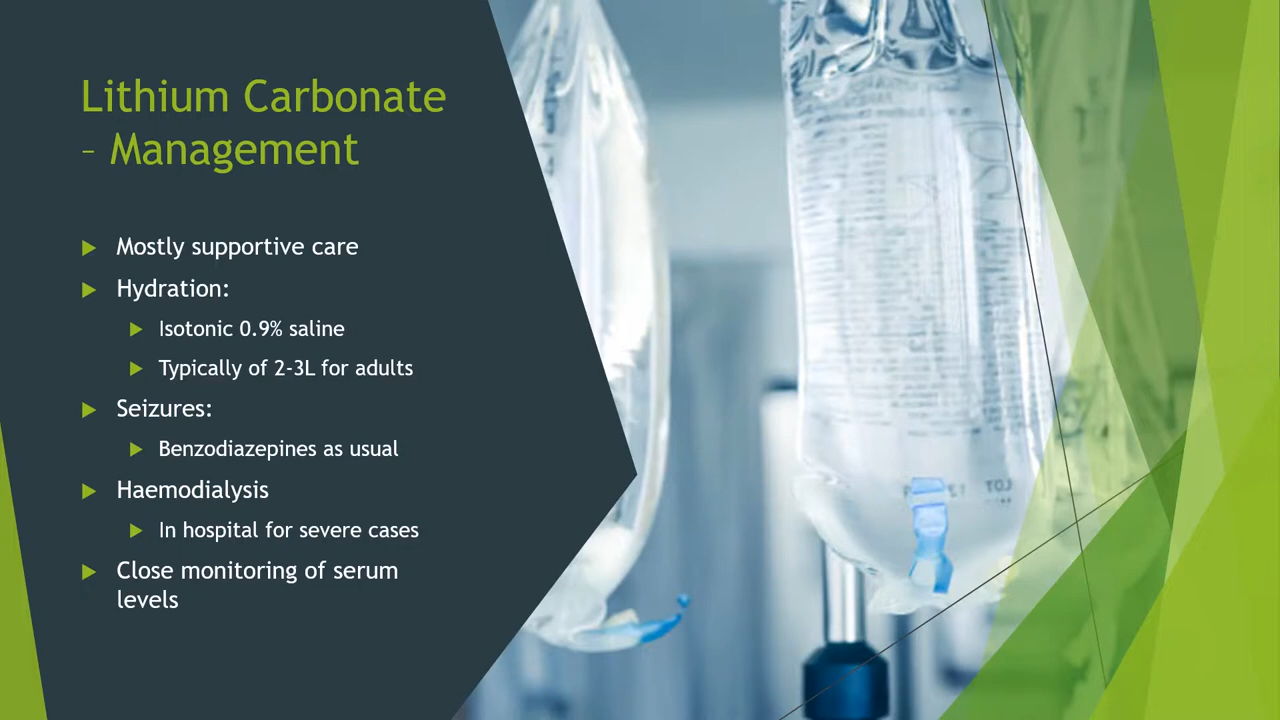 Lithium Carbonate
– Management
Mostly supportive care
Hydration:
Isotonic 0.9% saline
Typically of 2-3L for adults
Seizures:
Benzodiazepines as usual
Haemodialysis
In hospital for severe cases
Close monitoring of serum
levels